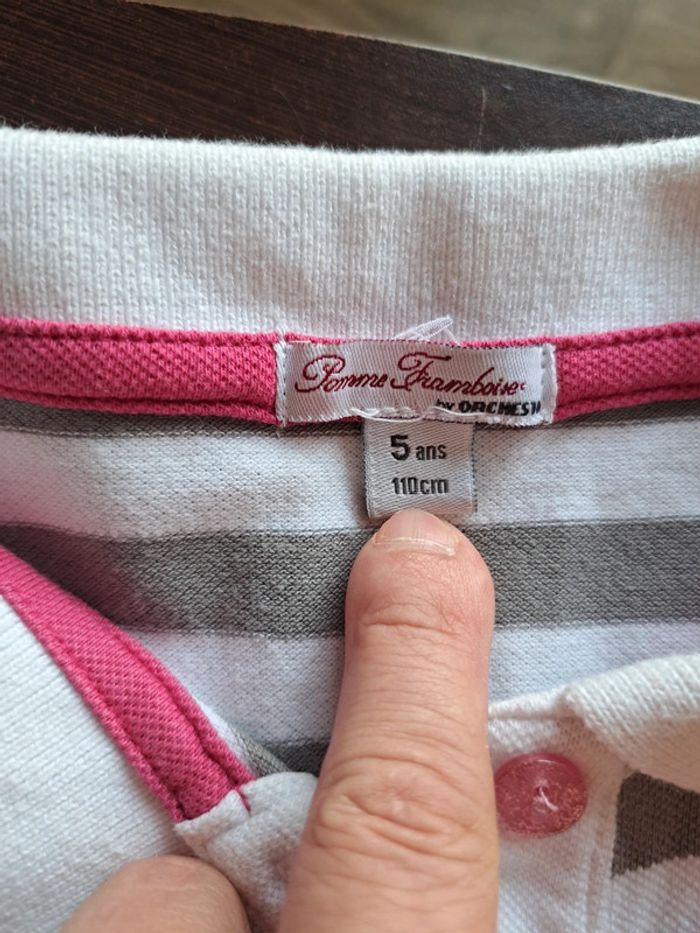 Pomme Framboise
by ORCHEST
5 ans
110cm